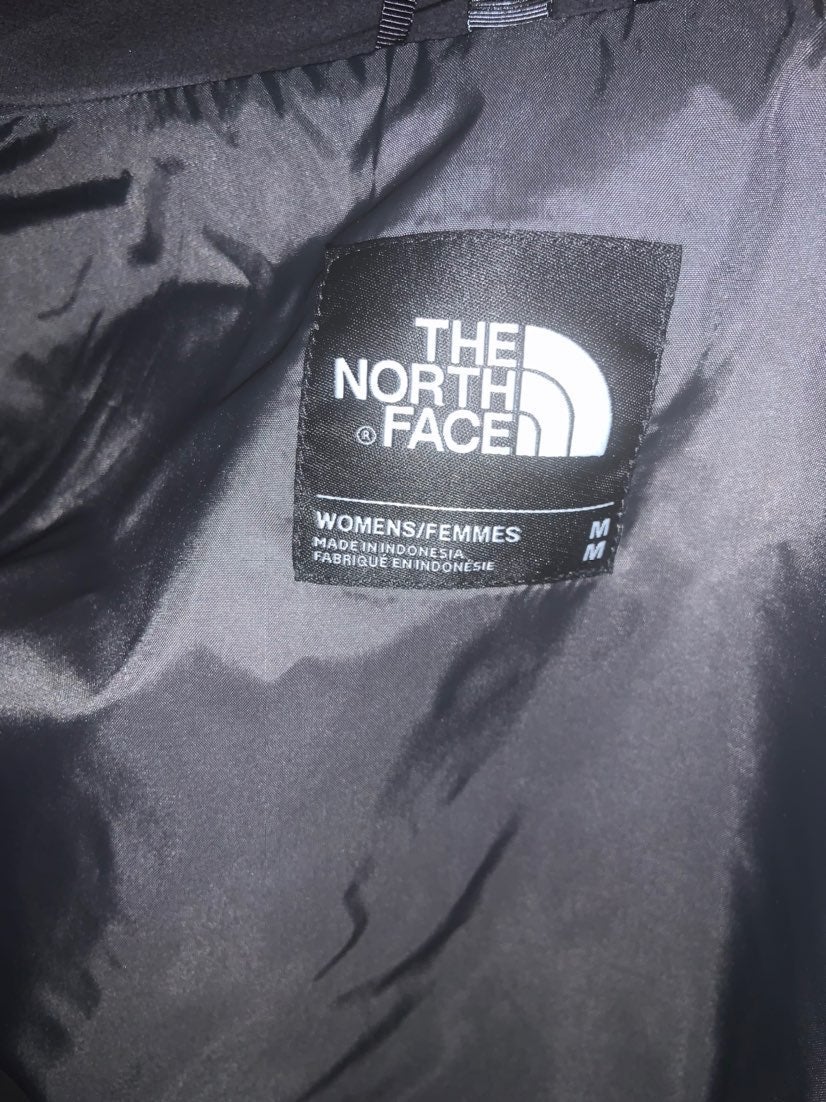 THE
NORTH
® FACE
WOMENS/FEMMES M
MADE IN INDONESIA M
FABRIQUÉ EN INDONÉSIE